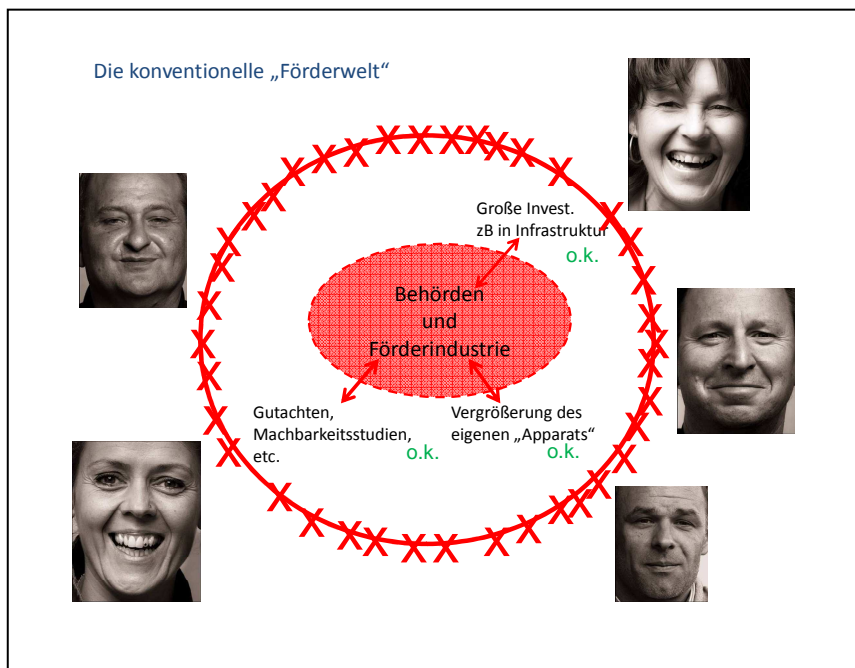 Die konventionelle „Förderwelt“
Große Invest.
zB in Infrastruktur
o.k.
Behörden
und
Förderindustrie
Gutachten,
Machbarkeitsstudien,
etc.
o.k.
Vergrößerung des
eigenen „Apparats“
o.k.